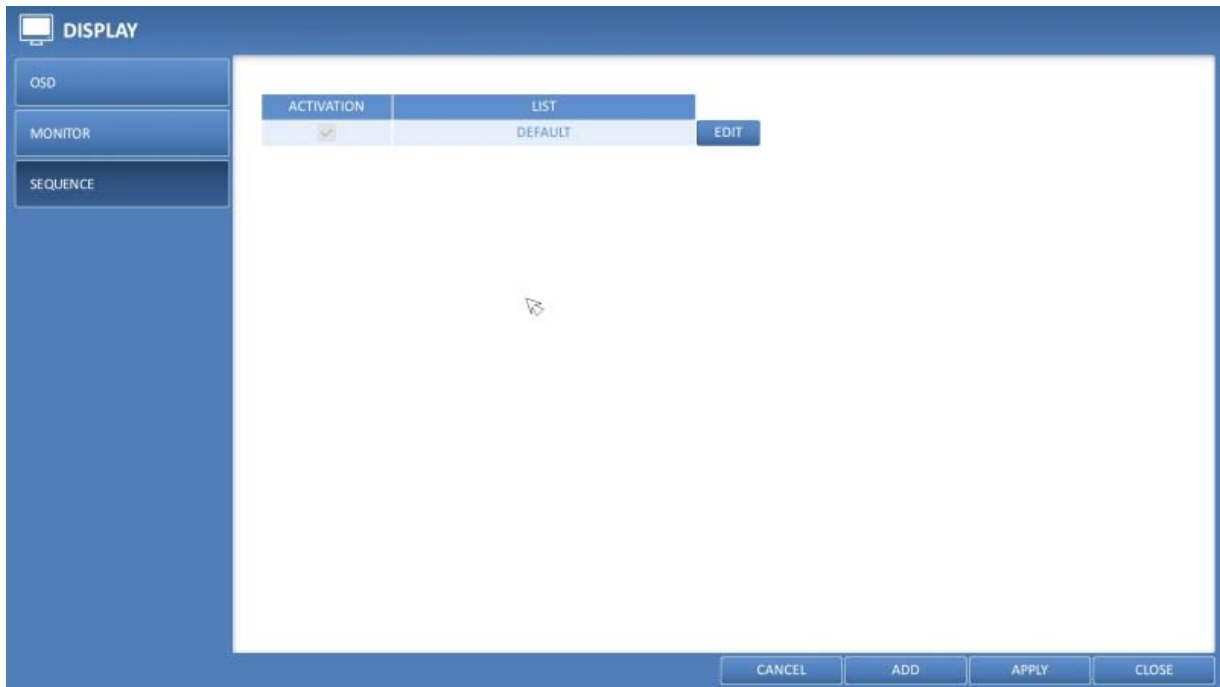 DISPLAY
OSD
MONITOR
SEQUENCE
ACTIVATION LIST
DEFAULT EDIT
CANCEL ADD APPLY CLOSE